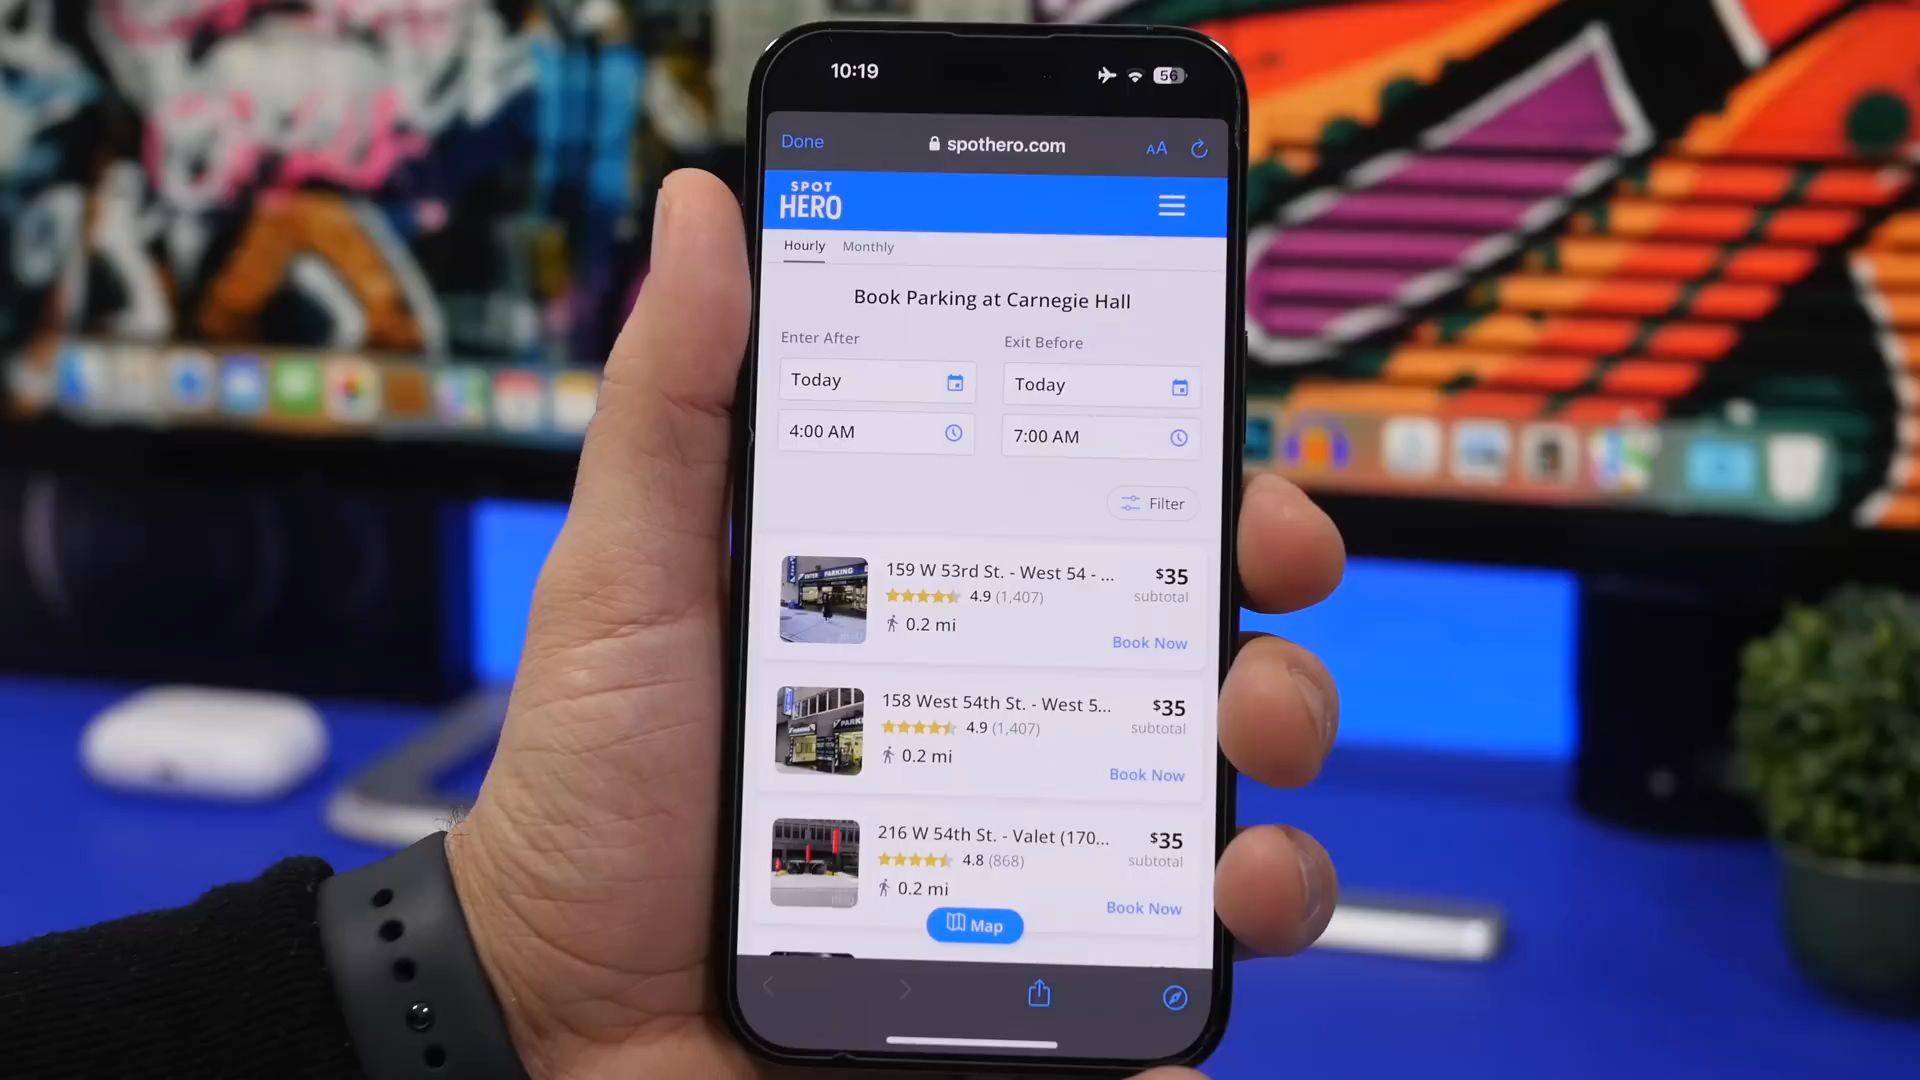 10:19
56
Done
spothero.com
AA
SPOT
HERO
Hourly Monthly
Book Parking at Carnegie Hall
Enter After Exit Before
Today Today
4:00 AM 7:00 AM
Filter
159 W 53rd St. - West 54 - ... $35
4.9 (1,407) subtotal
0.2 mi
Book Now
158 West 54th St. - West 5... $35
4.9 (1,407) subtotal
0.2 mi
Book Now
216 W 54th St. - Valet (170... $35
4.8 (868) subtotal
0.2 mi
Book Now
Map